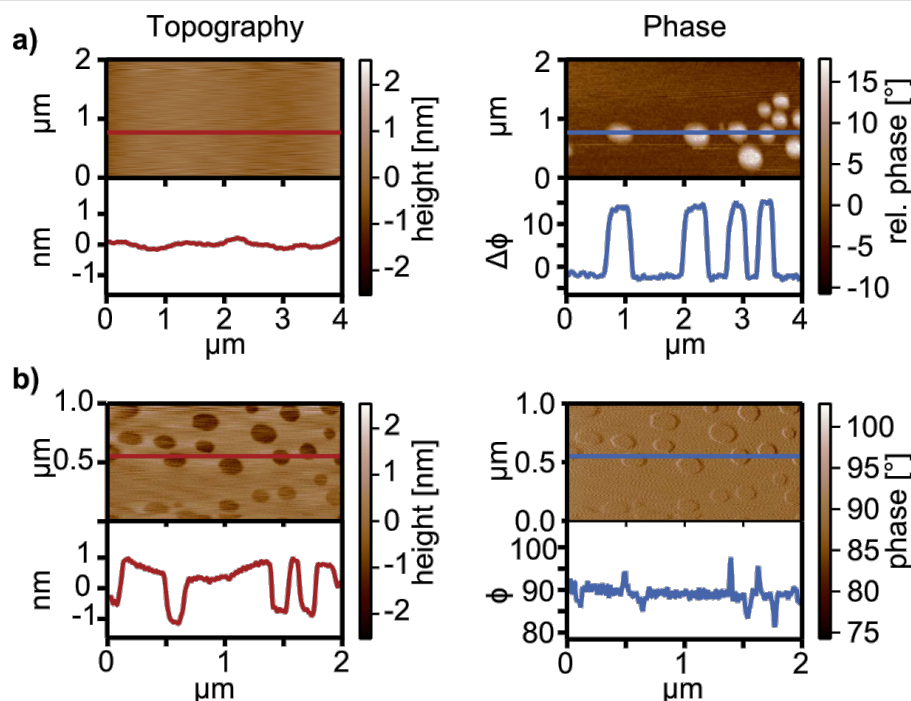 Topography
Phase
a)
2
1
0
µm
2
1
0
-1
-2
height [nm]
1
0
-1
nm
0 1 2 3 4
µm
2
1
0
µm
15
10
5
0
-5
-10
rel. phase [°]
10
0
Δϕ
0 1 2 3 4
µm
b)
1.0
0.5
µm
2
1
0
-1
-2
height [nm]
1
0
-1
nm
0 1 2
µm
1.0
0.5
0.0
µm
100
95
90
85
80
75
phase [°]
100
90
80
ϕ
0 1 2
µm